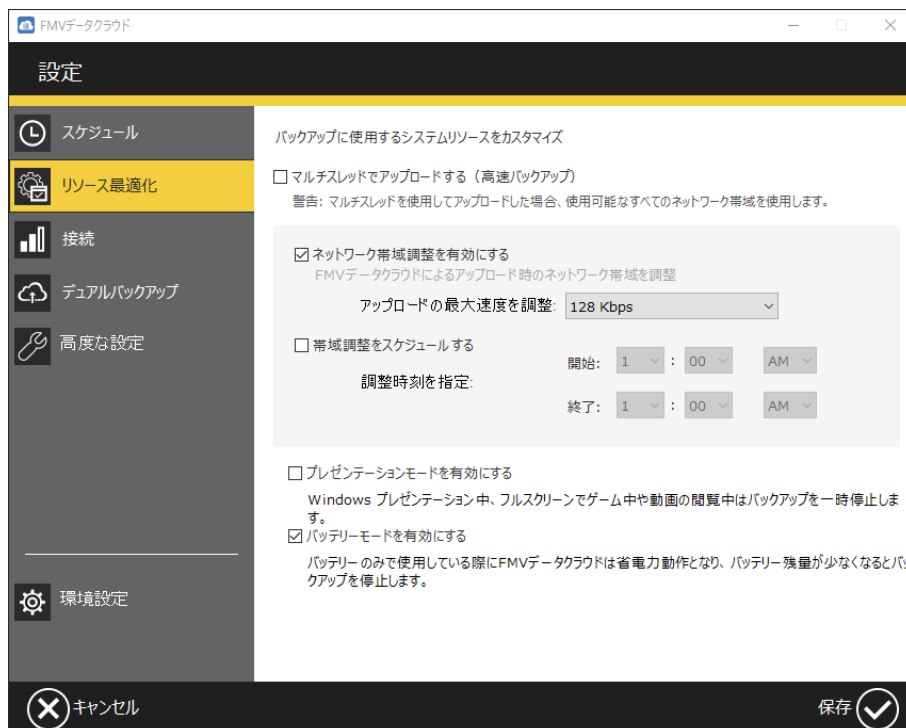 FMVデータクラウド
設定
スケジュール
リソース最適化
接続
デュアルバックアップ
高度な設定
環境設定
バックアップに使用するシステムリソースをカスタマイズ
マルチスレッドでアップロードする（高速バックアップ）
警告: マルチスレッドを使用してアップロードした場合、使用可能なすべてのネットワーク帯域を使用します。
ネットワーク帯域調整を有効にする
FMVデータクラウドによるアップロード時のネットワーク帯域を調整
アップロードの最大速度を調整: 128 Kbps
帯域調整をスケジュールする
調整時刻を指定:
開始: 1 : 00 AM
終了: 1 : 00 AM
プレゼンテーションモードを有効にする
Windows プレゼンテーション中、フルスクリーンでゲーム中や動画の閲覧中はバックアップを一時停止しま
す。
バッテリーモードを有効にする
バッテリーのみで使用している際にFMVデータクラウドは省電力動作となり、バッテリー残量が少なくなるとバッ
クアップを停止します。
キャンセル
保存